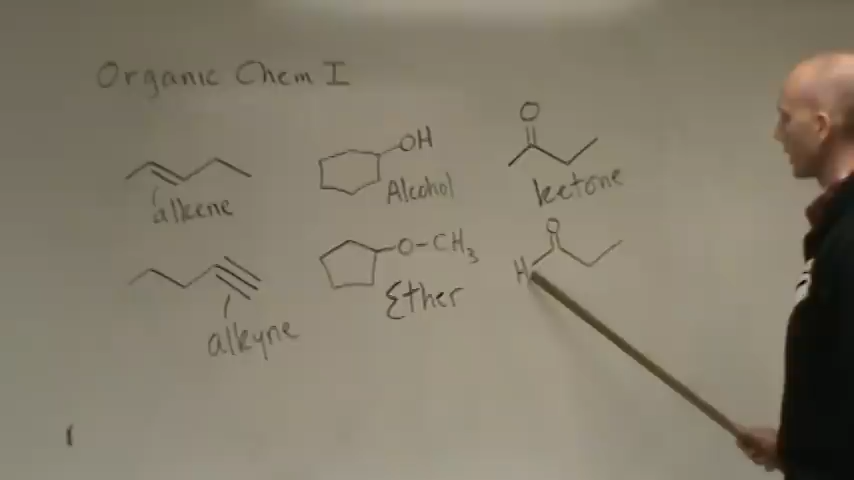 Organic Chem I
OH
O
alkene
Alcohol
ketone
O-CH3
O
H
alkyne
Ether